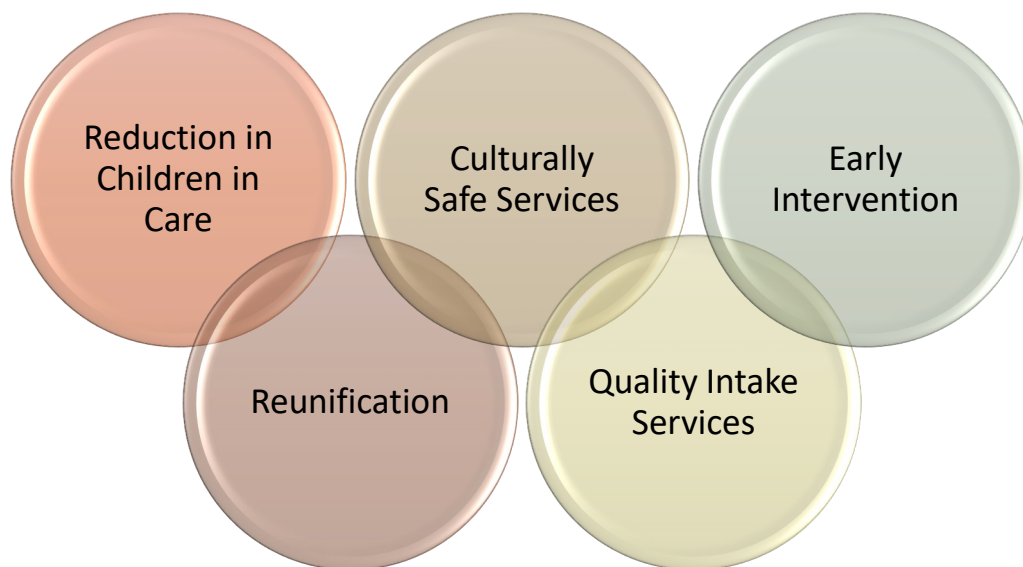 Reduction in
Children in
Care
Culturally
Safe Services
Early
Intervention
Reunification
Quality Intake
Services